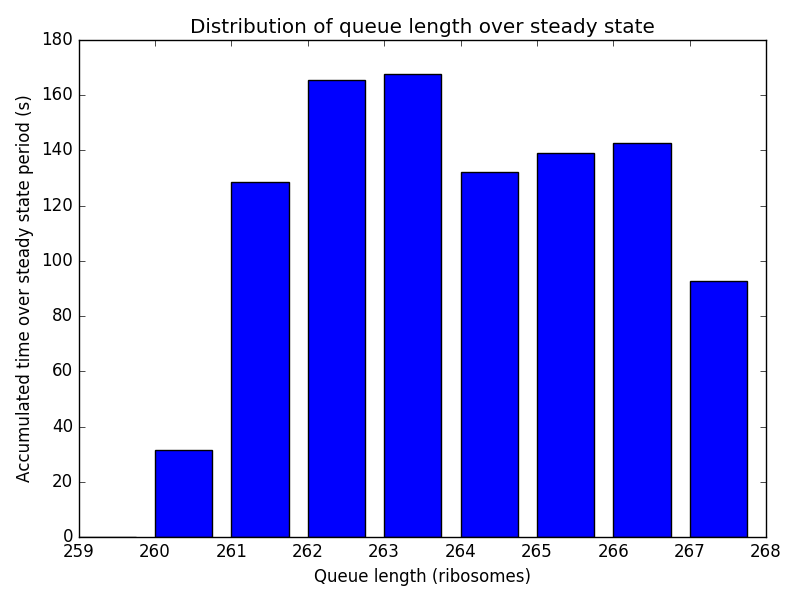 Distribution of queue length over steady state
Accumulated time over steady state period (s)
180
160
140
120
100
80
60
40
20
0
259 260 261 262 263 264 265 266 267 268
Queue length (ribosomes)